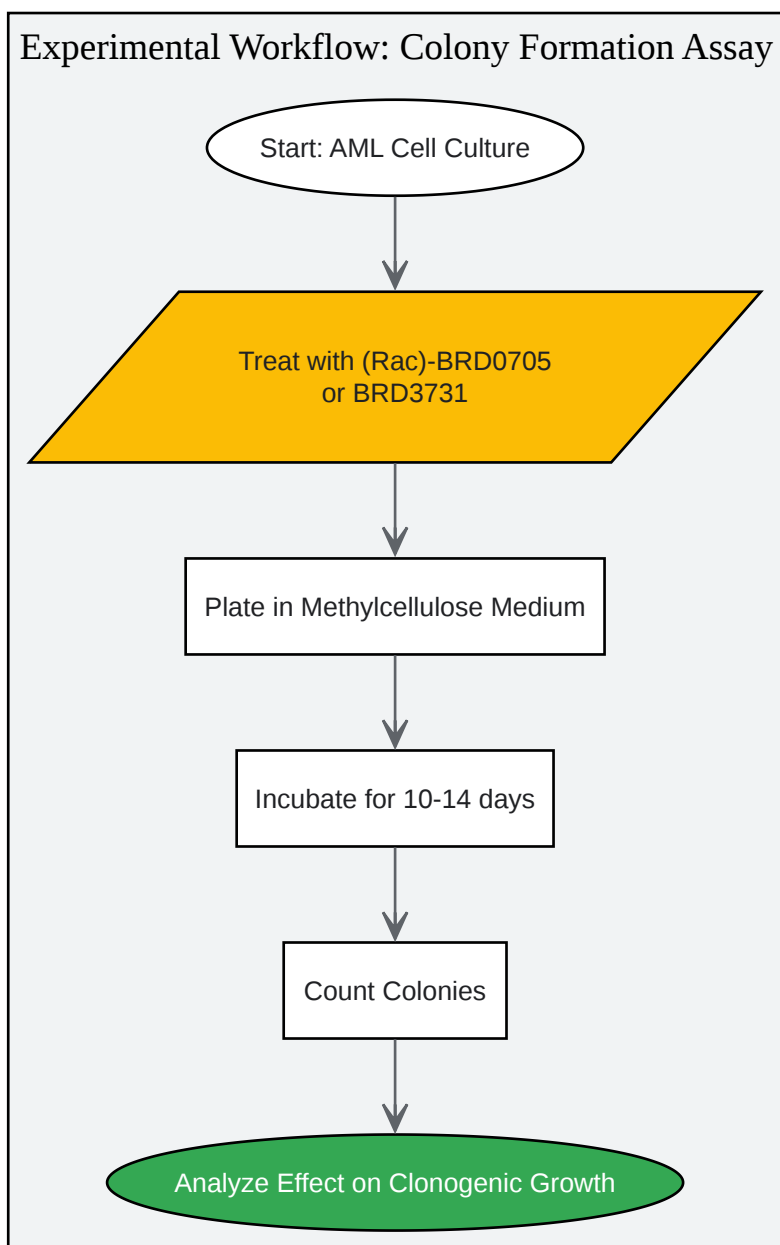 Experimental Workflow: Colony Formation Assay
Start: AML Cell Culture
Treat with (Rac)-BRD0705
or BRD3731
Plate in Methylcellulose Medium
Incubate for 10-14 days
Count Colonies
Analyze Effect on Clonogenic Growth